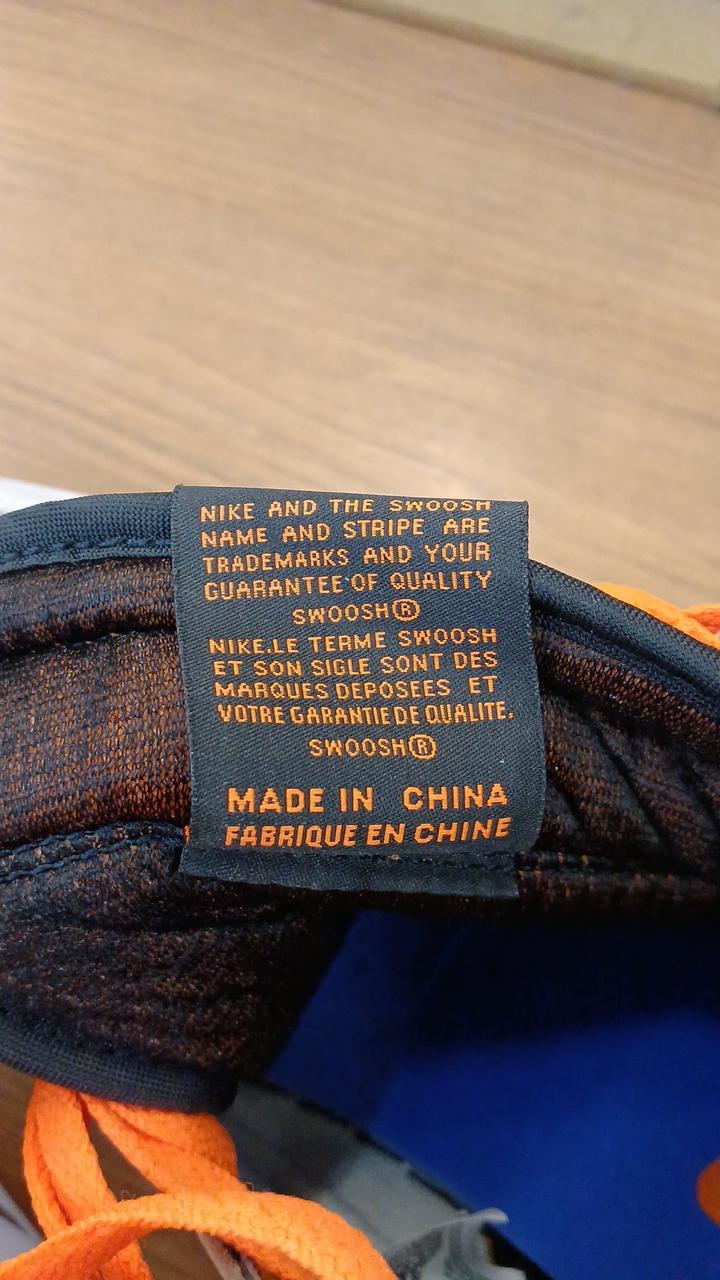 NIKE AND THE SWOOSH
NAME AND STRIPE ARE
TRADEMARKS AND YOUR
GUARANTEE OF QUALITY
SWOOSH®
NIKE.LE TERME SWOOSH
ET SON SIGLE SONT DES
MARQUES DEPOSEES ET
VOTRE GARANTIE DE QUALITE.
SWOOSH®
MADE IN CHINA
FABRIQUE EN CHINE